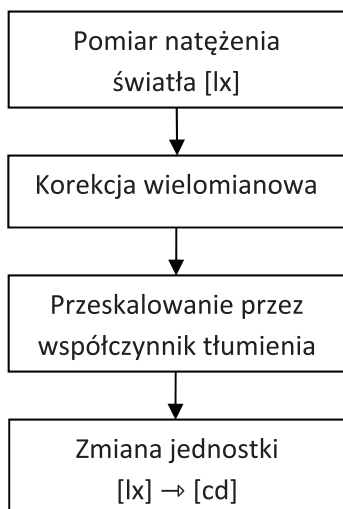 Pomiar natężenia
światła [lx]
Korekcja wielomianowa
Przeskalowanie przez
współczynnik tłumienia
Zmiana jednostki
[lx] → [cd]